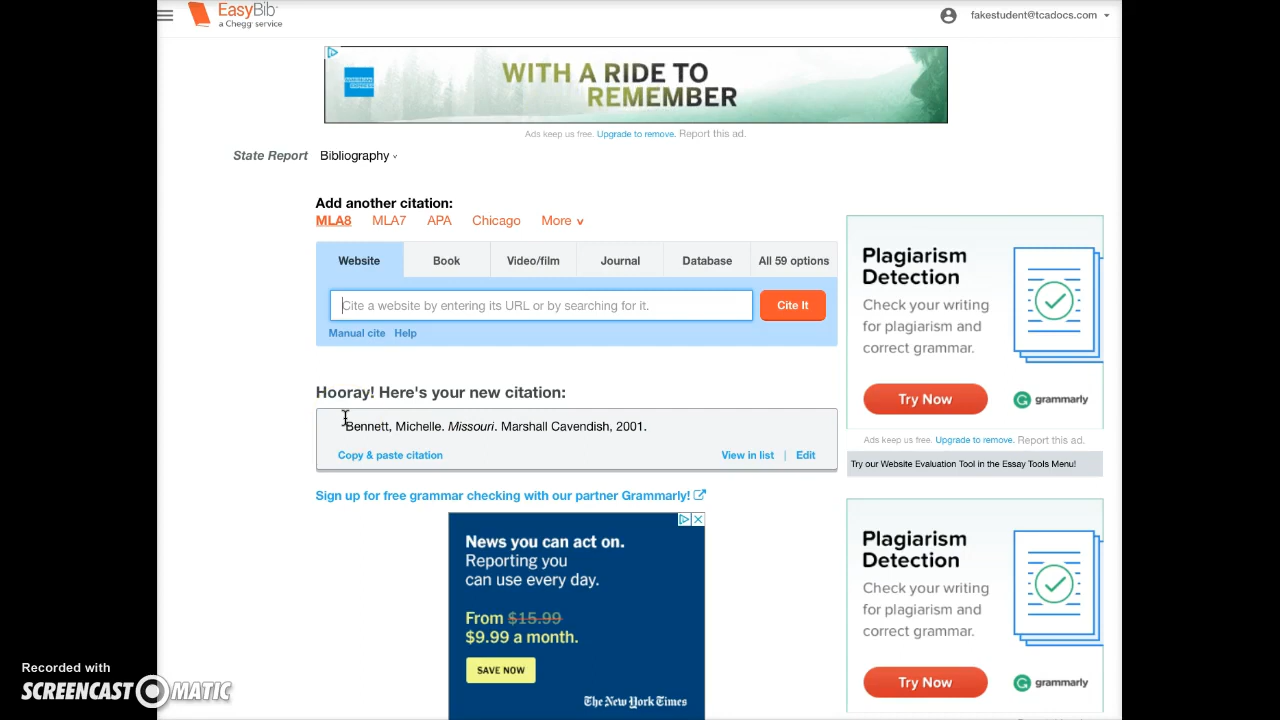 EasyBib
a Chegg service
fakestudent@tcadocs.com
WITH A RIDE TO
REMEMBER
Ads keep us free. Upgrade to remove. Report this ad.
State Report Bibliography
Add another citation:
MLA8 MLA7 APA Chicago More
Website Book Video/film Journal Database All 59 options
Cite a website by entering its URL or by searching for it. Cite It
Manual cite Help
Hooray! Here's your new citation:
Bennett, Michelle. Missouri. Marshall Cavendish, 2001.
Copy & paste citation View in list | Edit
Sign up for free grammar checking with our partner Grammarly!
News you can act on.
Reporting you
can use every day.
From $15.99
$9.99 a month.
SAVE NOW
The New York Times
Plagiarism
Detection
Check your writing
for plagiarism and
correct grammar.
Try Now grammarly
Ads keep us free. Upgrade to remove. Report this ad.
Try our Website Evaluation Tool in the Essay Tools Menu!
Plagiarism
Detection
Check your writing
for plagiarism and
correct grammar.
Try Now grammarly
Recorded with
SCREENCAST MATIC